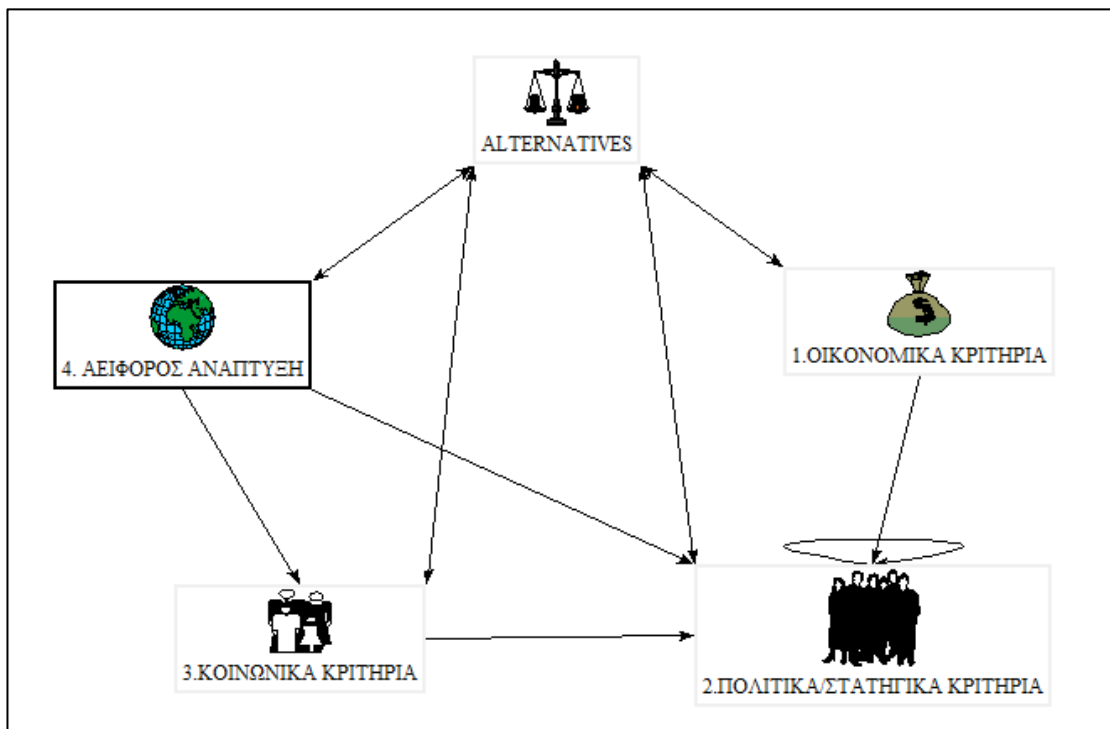 ALTERNATIVES
4. ΑΕΙΦΟΡΟΣ ΑΝΑΠΤΥΞΗ
1.ΟΙΚΟΝΟΜΙΚΑ ΚΡΙΤΗΡΙΑ
3.ΚΟΙΝΩΝΙΚΑ ΚΡΙΤΗΡΙΑ
2.ΠΟΛΙΤΙΚΑ/ΣΤΑΤΗΓΙΚΑ ΚΡΙΤΗΡΙΑ